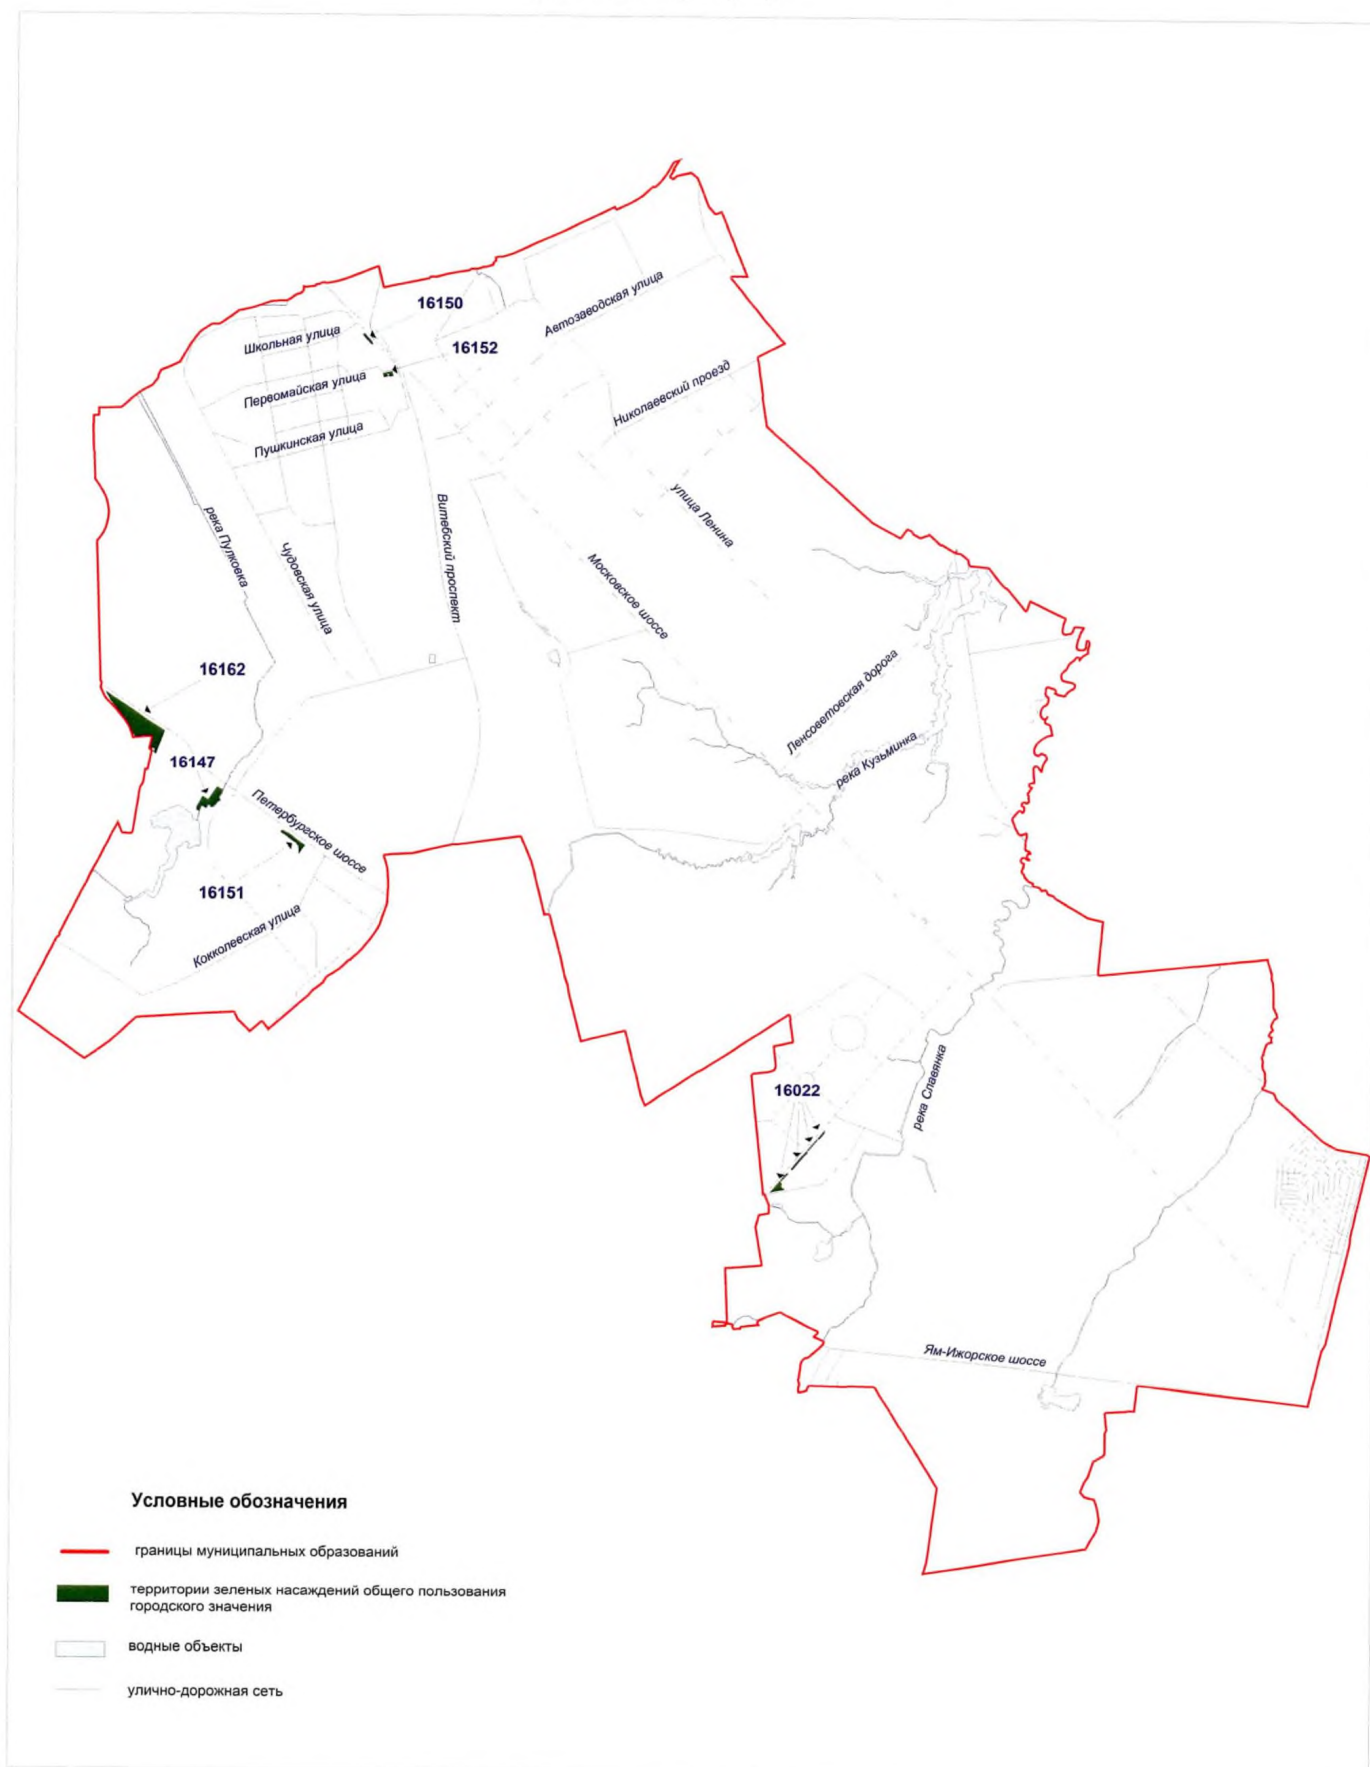 16150
Автозаводская улица
Школьная улица
16152
Первомайская улица
Николаевский проезд
Пушкинская улица
улица Ленина
Витебский проспект
река Пулковка
Чудовская улица
Московское шоссе
16162
Ленсоветовская дорога
16147
река Кузьминка
Петербургское шоссе
16151
Кокколевская улица
16022
река Славянка
Ям-Ижорское шоссе
Условные обозначения
границы муниципальных образований
территории зеленых насаждений общего пользования
городского значения
водные объекты
улично-дорожная сеть